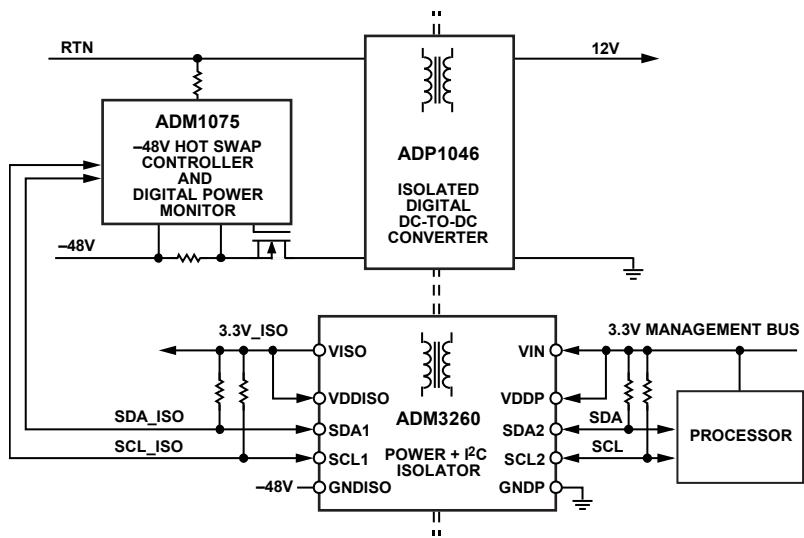 RTN
12V
ADM1075
–48V HOT SWAP
CONTROLLER
AND
DIGITAL POWER
MONITOR
ADP1046
ISOLATED
DIGITAL
DC-TO-DC
CONVERTER
–48V
3.3V_ISO
VISO
VIN
3.3V MANAGEMENT BUS
VDDISO
VDDP
ADM3260
SDA_ISO
SDA1
SDA2
SDA
PROCESSOR
SCL_ISO
SCL1
POWER + I²C
ISOLATOR
SCL2
SCL
–48V
GNDISO
GNDP